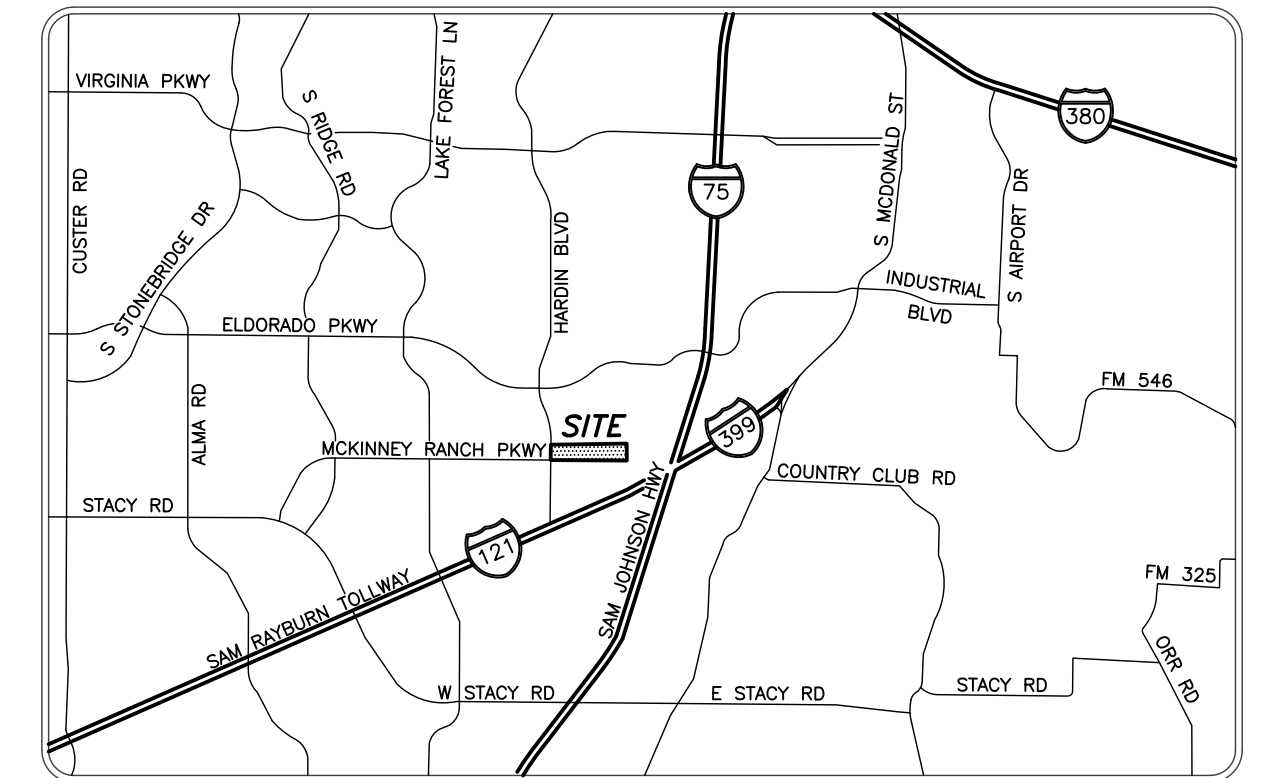 VIRGINIA PKWY
LAKE FOREST LN
S RIDGE RD
S MCDONALD ST
380
75
CUSTER RD
S STONEBRIDGE DR
HARDIN BLVD
S AIRPORT DR
INDUSTRIAL
BLVD
ELDORADO PKWY
FM 546
ALMA RD
SITE
399
MCKINNEY RANCH PKWY
COUNTRY CLUB RD
STACY RD
SAM JOHNSON HWY
121
FM 325
SAM RAYBURN TOLLWAY
ORR RD
W STACY RD
E STACY RD
STACY RD